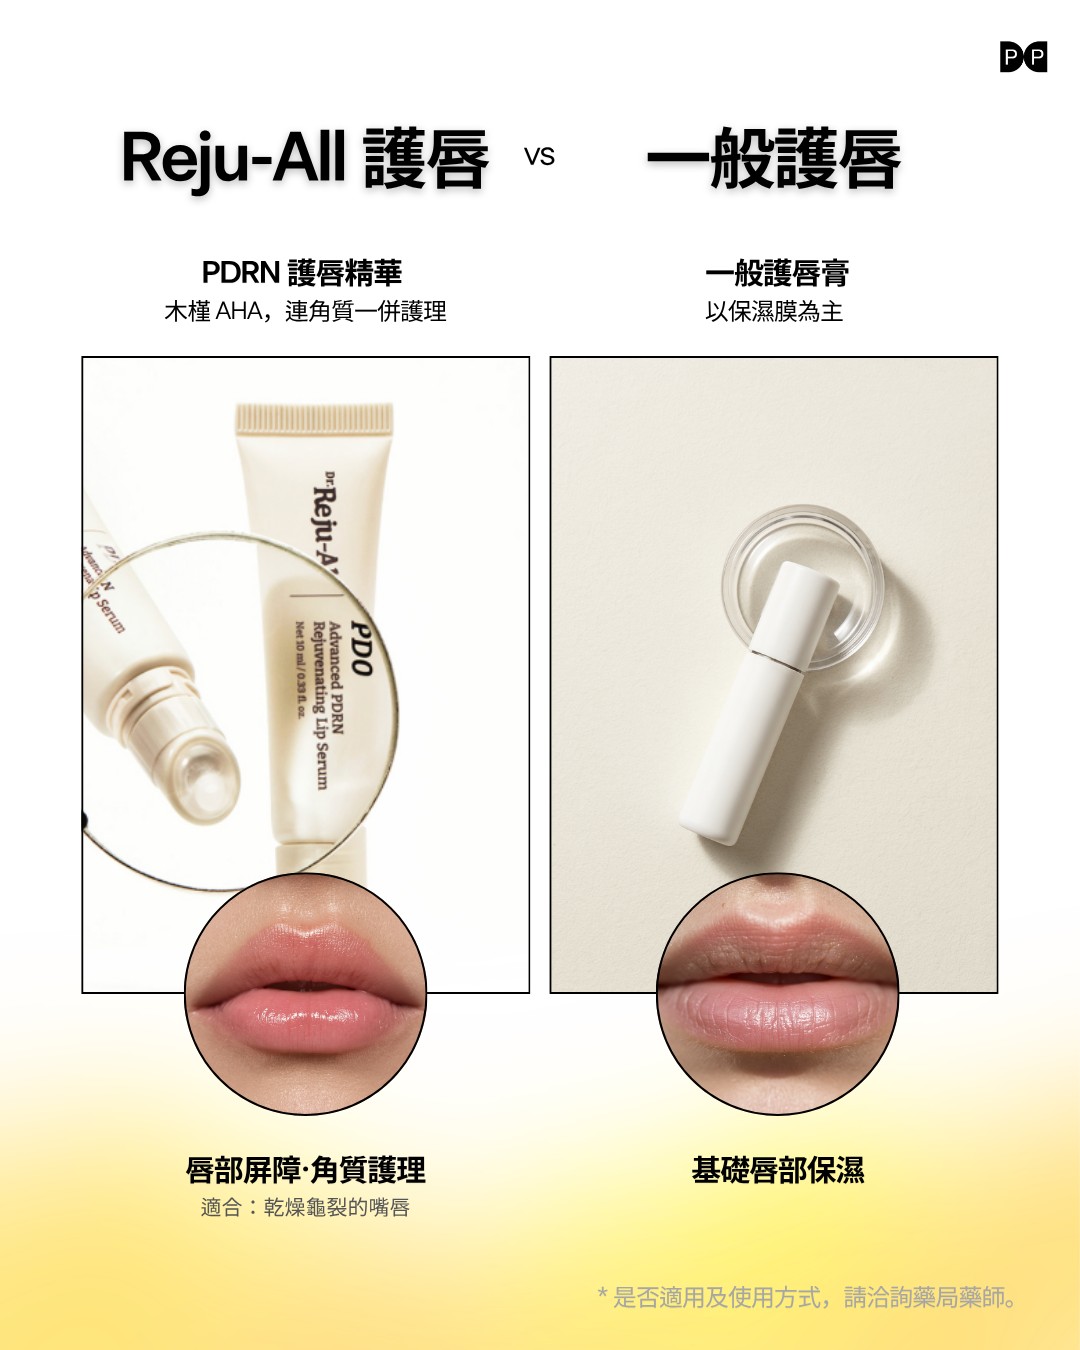 PP
Reju-All 護唇 vs 一般護唇
PDRN 護唇精華
木槿 AHA，連角質一併護理
一般護唇膏
以保濕膜為主
Dr.
Reju-Al
PDO
Advanced PDRN
Rejuvenating Lip Serum
Net 10 ml / 0.33 fl. oz.
p Serum
唇部屏障·角質護理
適合：乾燥龜裂的嘴唇
基礎唇部保濕
* 是否適用及使用方式，請洽詢藥局藥師。